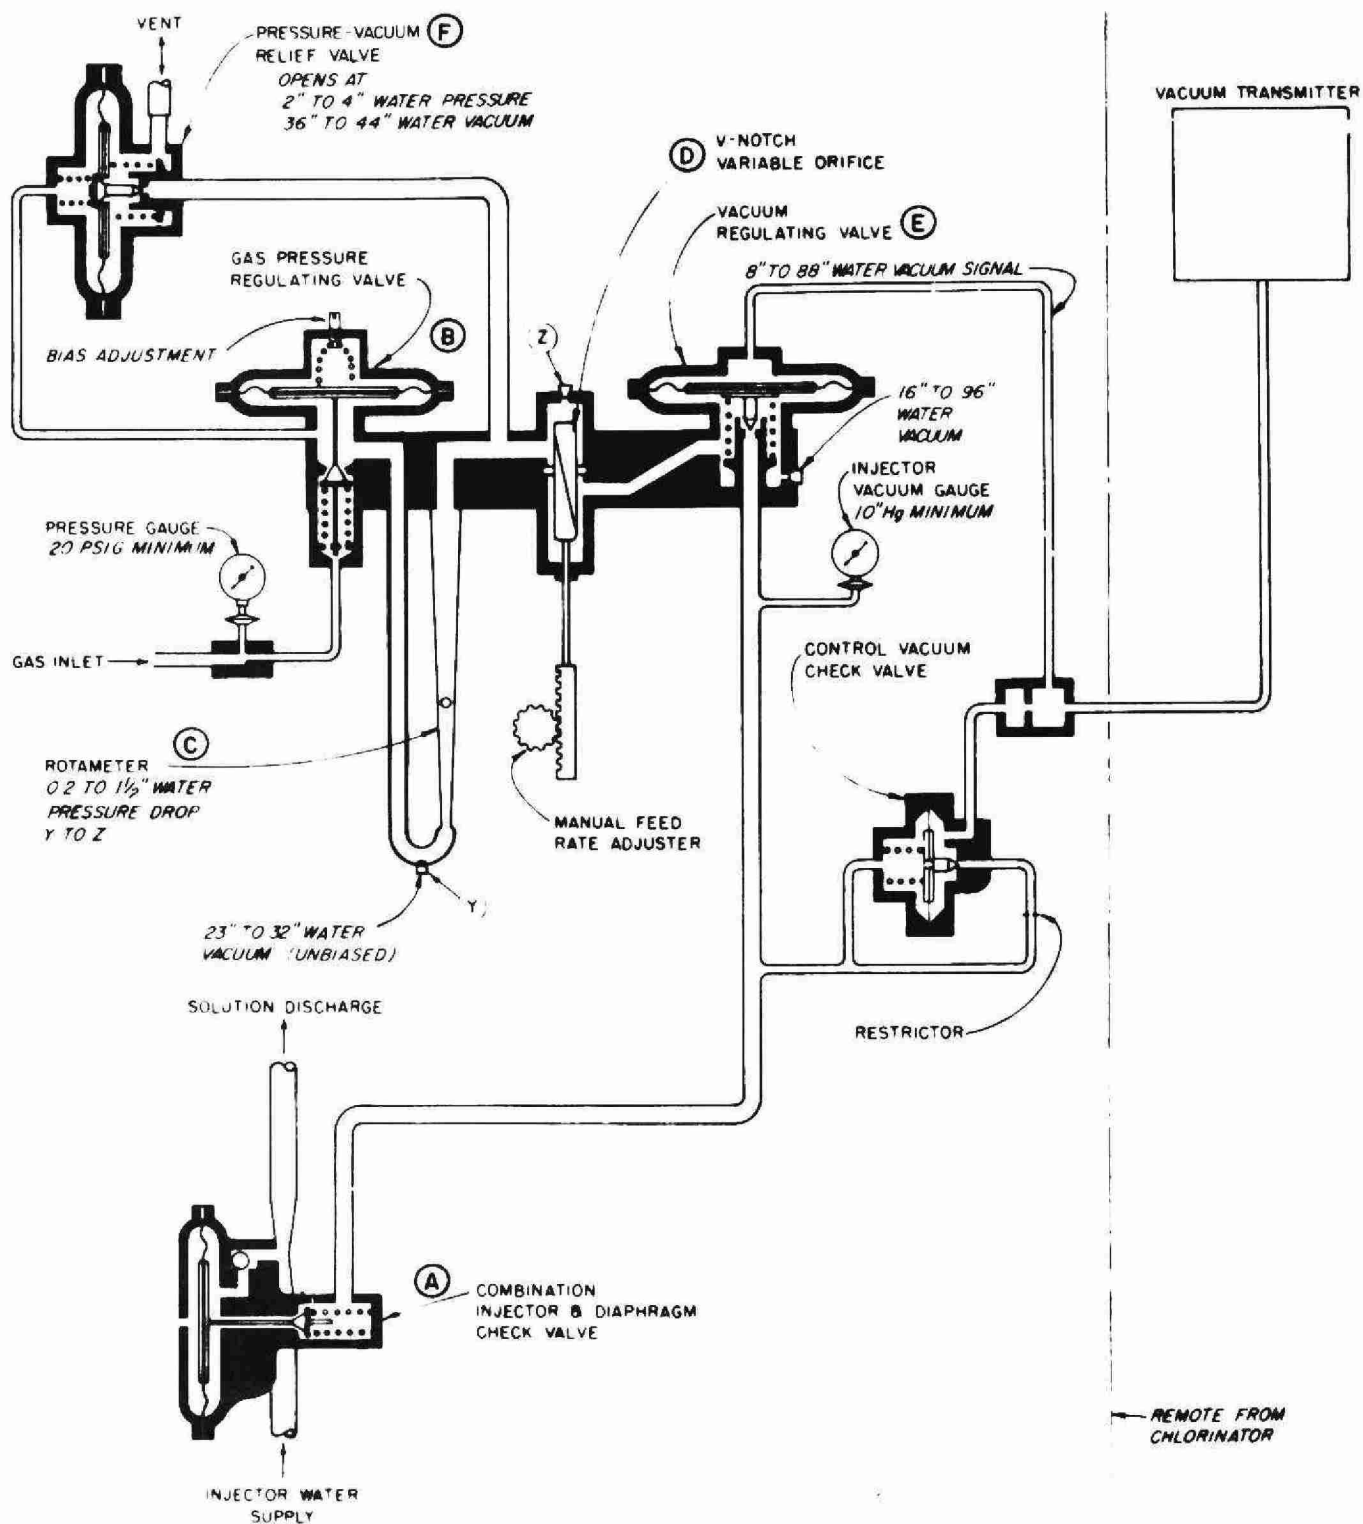 VENT
PRESSURE-VACUUM F
RELIEF VALVE
OPENS AT
2" TO 4" WATER PRESSURE
36" TO 44" WATER VACUUM
VACUUM TRANSMITTER
D V-NOTCH
VARIABLE ORIFICE
VACUUM
REGULATING VALVE E
8" TO 88" WATER VACUUM SIGNAL
GAS PRESSURE
REGULATING VALVE
B
BIAS ADJUSTMENT
Z
16" TO 96"
WATER
VACUUM
INJECTOR
VACUUM GAUGE
10"Hg MINIMUM
PRESSURE GAUGE
20 PSIG MINIMUM
GAS INLET
CONTROL VACUUM
CHECK VALVE
C
ROTAMETER
0.2 TO 1½" WATER
PRESSURE DROP
Y TO Z
MANUAL FEED
RATE ADJUSTER
Y
23" TO 32" WATER
VACUUM (UNBIASED)
SOLUTION DISCHARGE
RESTRICTOR
A
COMBINATION
INJECTOR & DIAPHRAGM
CHECK VALVE
REMOTE FROM
CHLORINATOR
INJECTOR WATER
SUPPLY